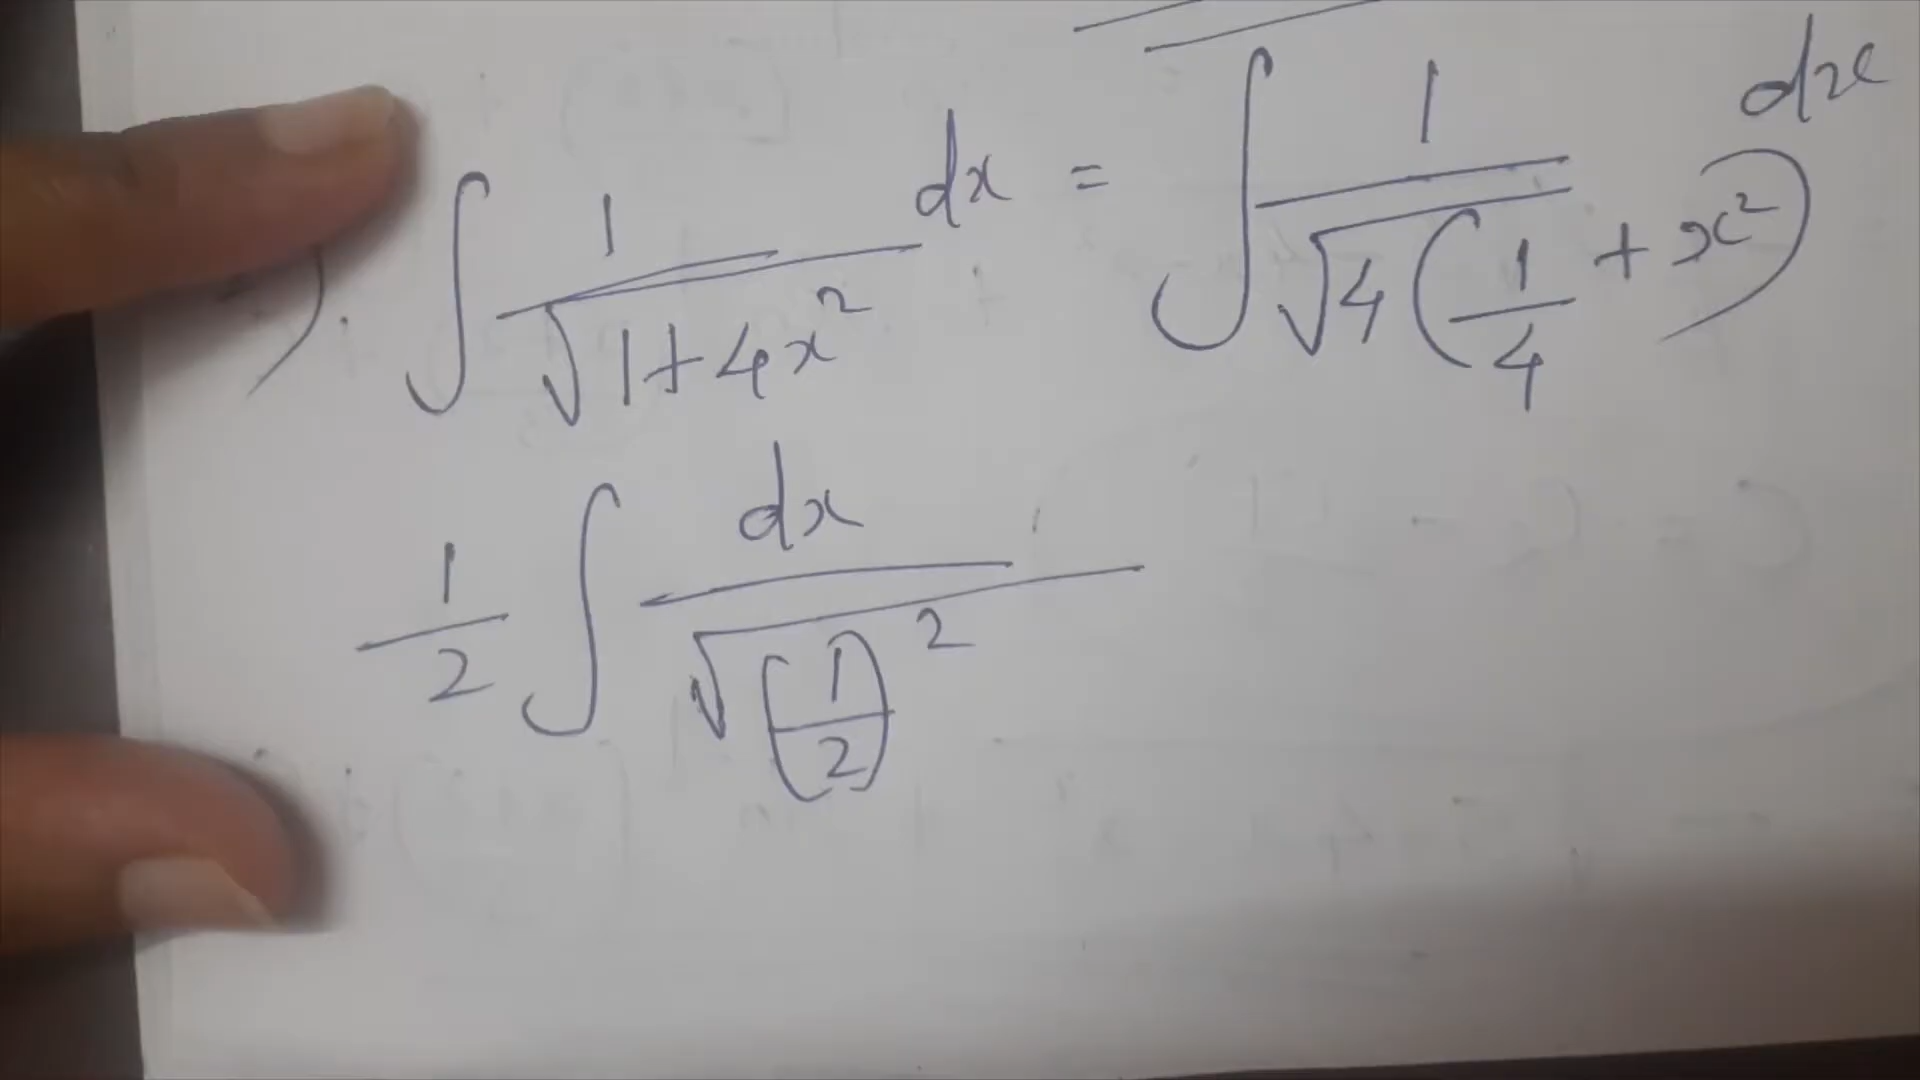 ∫ 1/√(1+4x²) dx = ∫ 1/√(4(1/4 + x²)) dx
1/2 ∫ dx/√((1/2)²